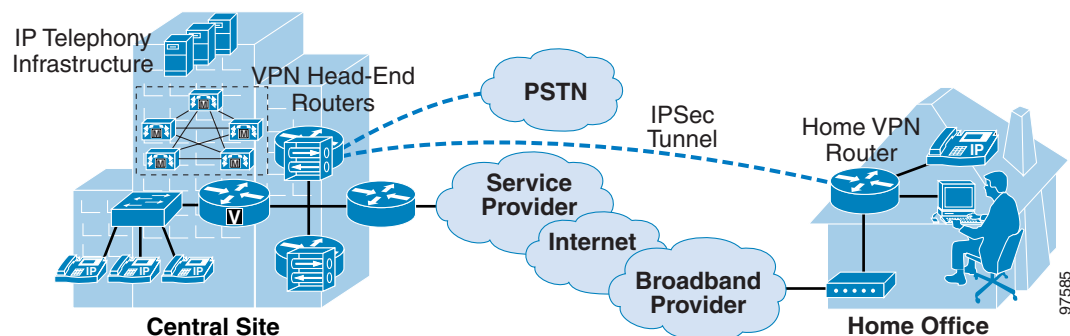 IP Telephony
Infrastructure
VPN Head-End
Routers
PSTN
IPSec
Tunnel
Home VPN
Router
IP
M
M
M
M
M
Service
Provider
V
Internet
IP
IP
IP
Broadband
Provider
Central Site
Home Office
97585